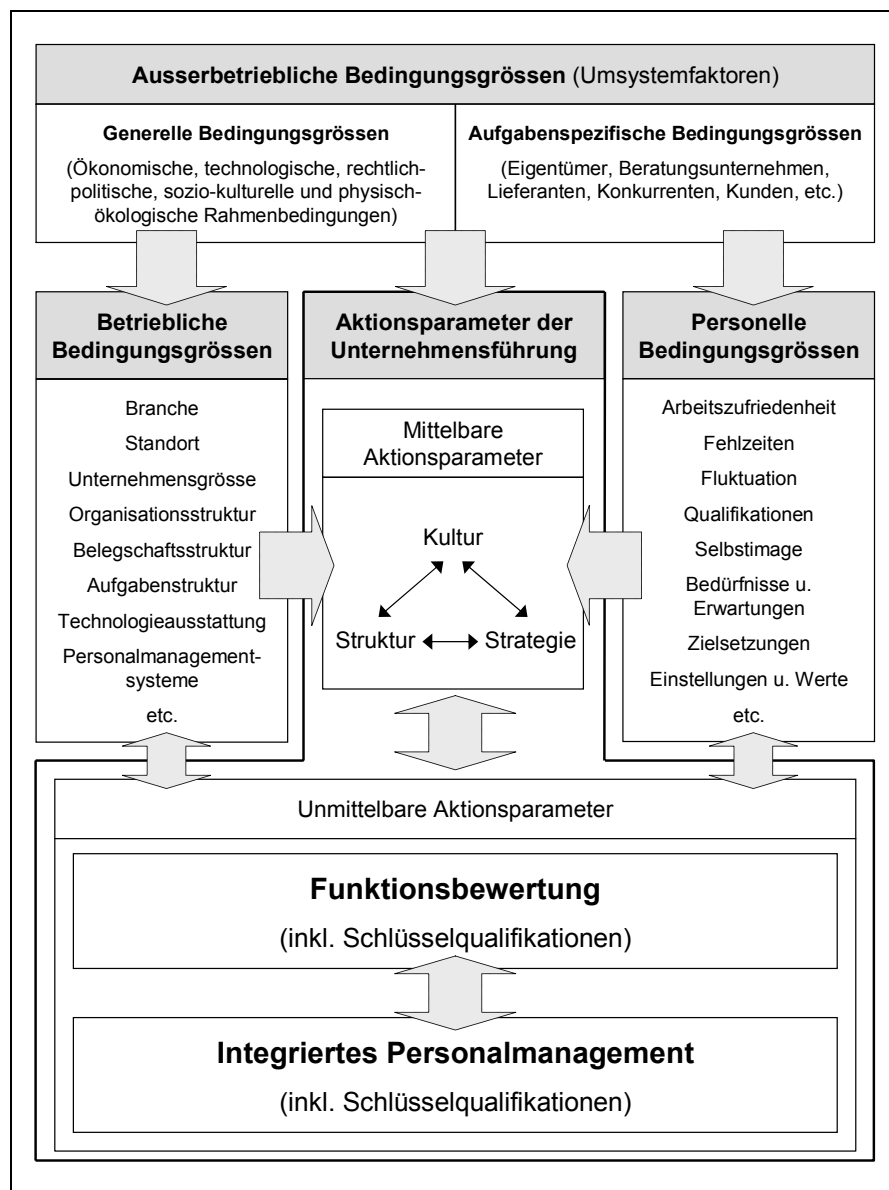 Ausserbetriebliche Bedingungsgrössen (Umsystemfaktoren)
Generelle Bedingungsgrössen
(Ökonomische, technologische, rechtlich-
politische, sozio-kulturelle und physisch-
ökologische Rahmenbedingungen)
Aufgabenspezifische Bedingungsgrössen
(Eigentümer, Beratungsunternehmen,
Lieferanten, Konkurrenten, Kunden, etc.)
Betriebliche
Bedingungsgrössen
Branche
Standort
Unternehmensgrösse
Organisationsstruktur
Belegschaftsstruktur
Aufgabenstruktur
Technologieausstattung
Personalmanagement-
systeme
etc.
Aktionsparameter der
Unternehmensführung
Mittelbare
Aktionsparameter
Kultur
Struktur
Strategie
Personelle
Bedingungsgrössen
Arbeitszufriedenheit
Fehlzeiten
Fluktuation
Qualifikationen
Selbstimage
Bedürfnisse u.
Erwartungen
Zielsetzungen
Einstellungen u. Werte
etc.
Unmittelbare Aktionsparameter
Funktionsbewertung
(inkl. Schlüsselqualifikationen)
Integriertes Personalmanagement
(inkl. Schlüsselqualifikationen)